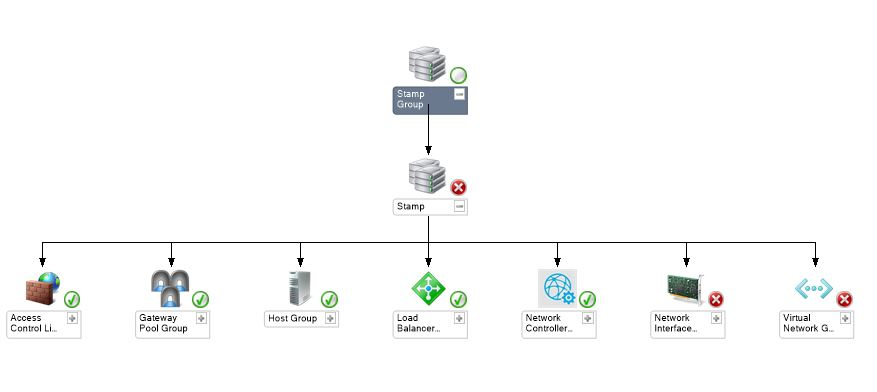 Stamp
Group
Stamp
Access
Control Li...
Gateway
Pool Group
Host Group
Load
Balancer...
Network
Controller...
Network
Interface...
Virtual
Network G...